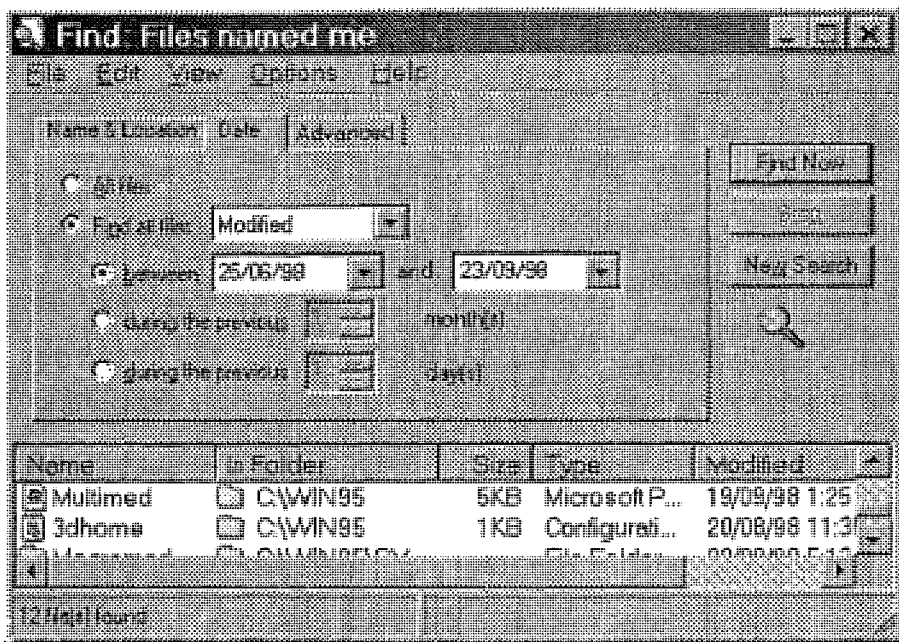 Find: Files named me
File Edit View Options Help
Name & Location Date Advanced
All files
Find all files Modified
between 25/06/98 and 23/09/98
during the previous month(s)
during the previous day(s)
Find Now
Stop
New Search
Name In Folder Size Type Modified
Multimed C:\WIN95 5KB Microsoft P... 19/09/98 1:25
3dhome C:\WIN95 1KB Configurati... 20/08/98 11:3
File Folder
12 file(s) found